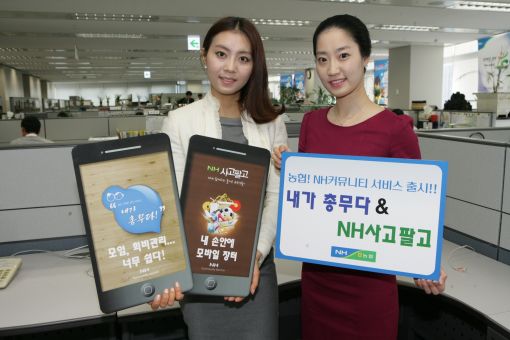 "내가
총무다!"
모임, 회비관리...
너무 쉽다!
NH
NH 사고팔고
내 손안에
모바일 장터
NH
농협! NH커뮤니티 서비스 출시!!
내가 총무다 &
NH사고팔고
NH농협